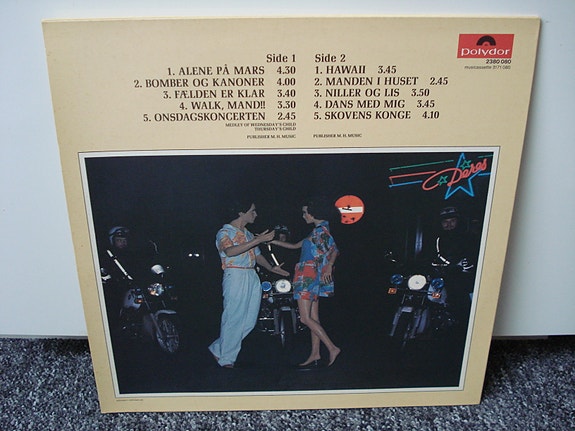 Polydor
2380 080
musicassette 3171 080
Side 1
1. ALENE PÅ MARS 4.30
2. BOMBER OG KANONER 4.00
3. FÆLDEN ER KLAR 3.40
4. WALK, MAND!! 3.30
5. ONSDAGSKONCERTEN 2.45
MEDLEY OF WEDNESDAY'S CHILD
THURSDAY'S CHILD
PUBLISHER M. H. MUSIC
Side 2
1. HAWAII 3.45
2. MANDEN I HUSET 2.45
3. NILLER OG LIS 3.50
4. DANS MED MIG 3.45
5. SKOVENS KONGE 4.10
PUBLISHER M. H. MUSIC